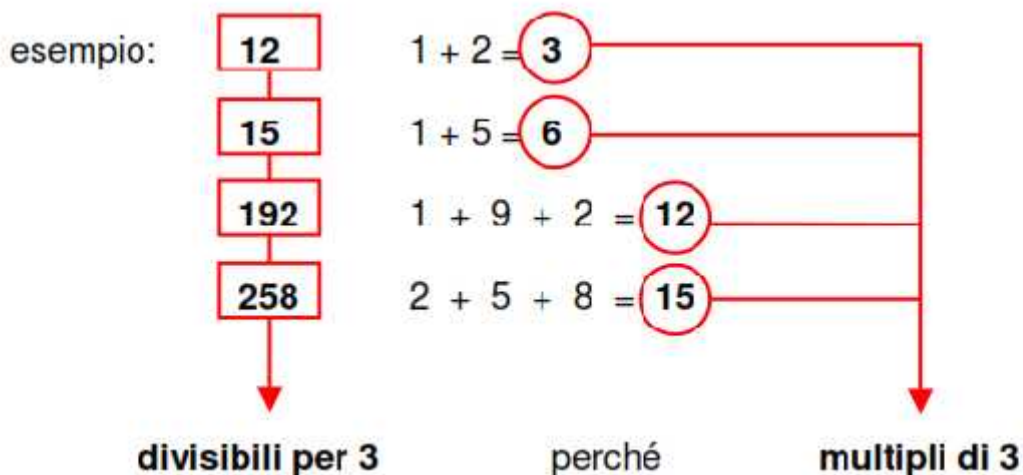 esempio: 12 1 + 2 = 3
15 1 + 5 = 6
192 1 + 9 + 2 = 12
258 2 + 5 + 8 = 15
divisibili per 3 perché multipli di 3